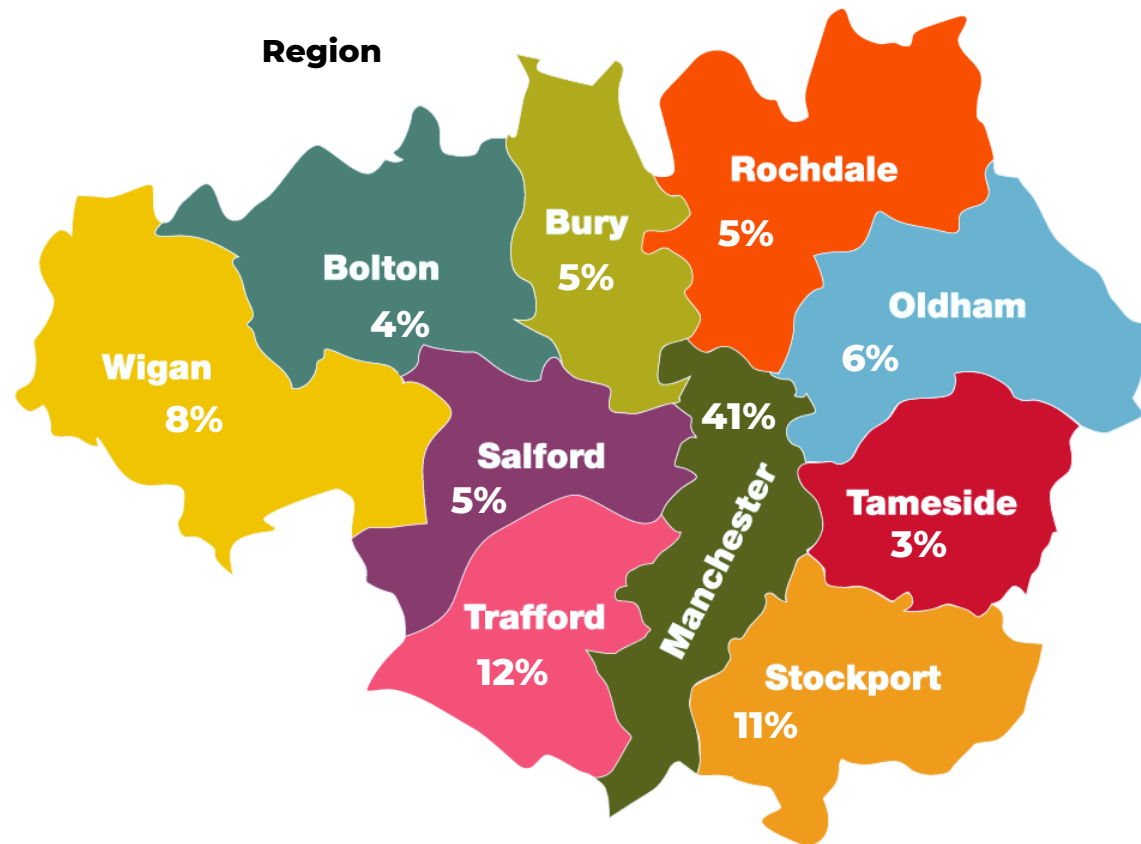 Region
Rochdale
5%
Bury
5%
Bolton
4%
Oldham
6%
Wigan
8%
41%
Manchester
Salford
5%
Tameside
3%
Trafford
12%
Stockport
11%